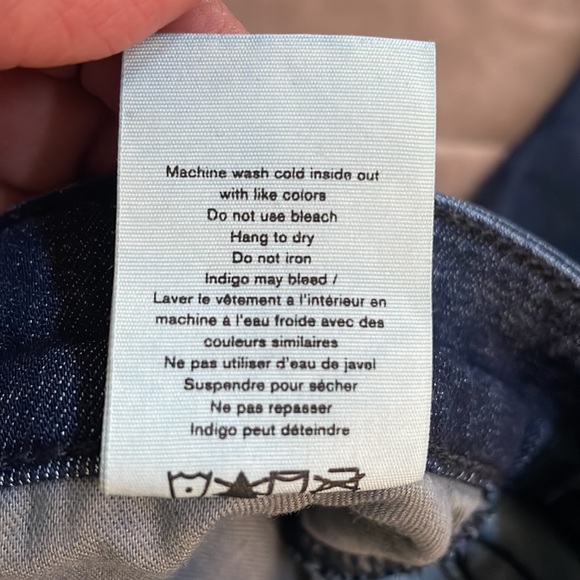 Machine wash cold inside out
with like colors
Do not use bleach
Hang to dry
Do not iron
Indigo may bleed /
Laver le vêtement à l'intérieur en
machine à l'eau froide avec des
couleurs similaires
Ne pas utiliser d'eau de javel
Suspendre pour sécher
Ne pas repasser
Indigo peut déteindre